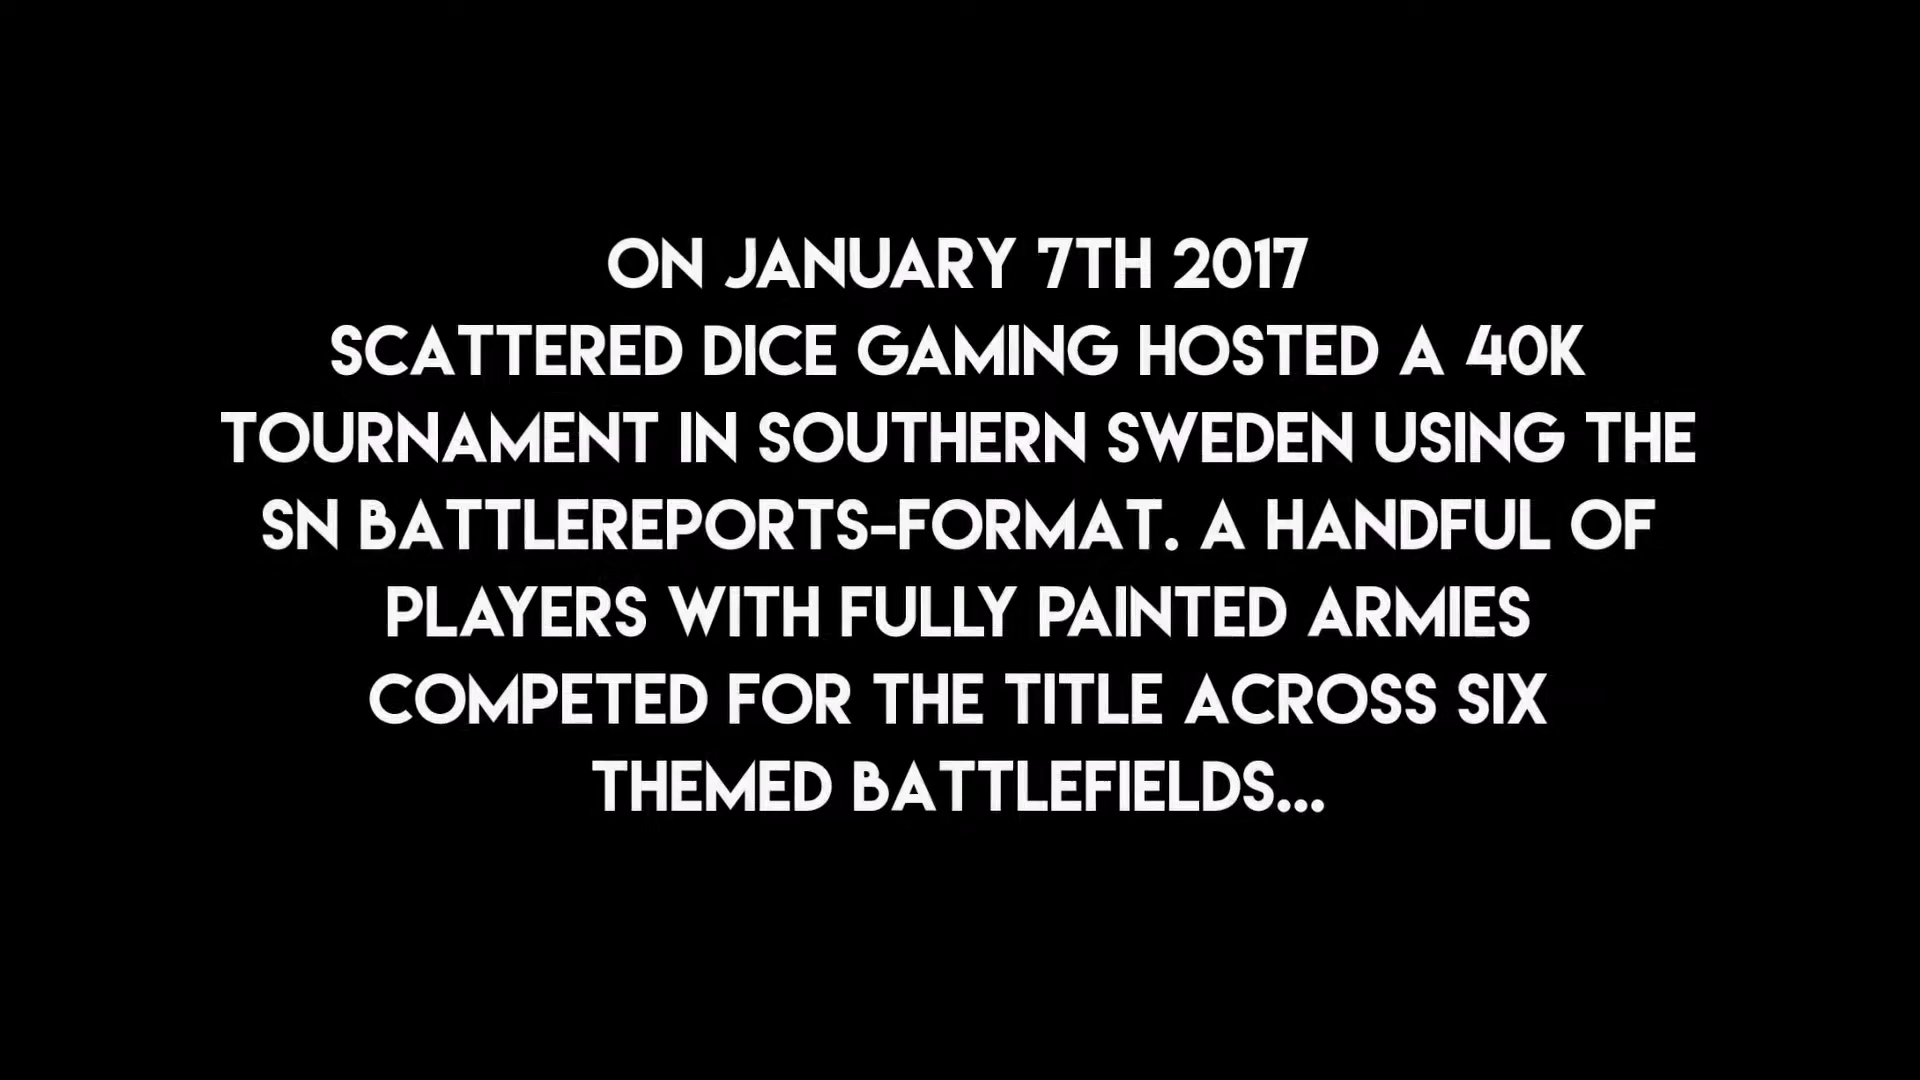 ON JANUARY 7TH 2017
SCATTERED DICE GAMING HOSTED A 40K
TOURNAMENT IN SOUTHERN SWEDEN USING THE
SN BATTLEREPORTS-FORMAT. A HANDFUL OF
PLAYERS WITH FULLY PAINTED ARMIES
COMPETED FOR THE TITLE ACROSS SIX
THEMED BATTLEFIELDS...